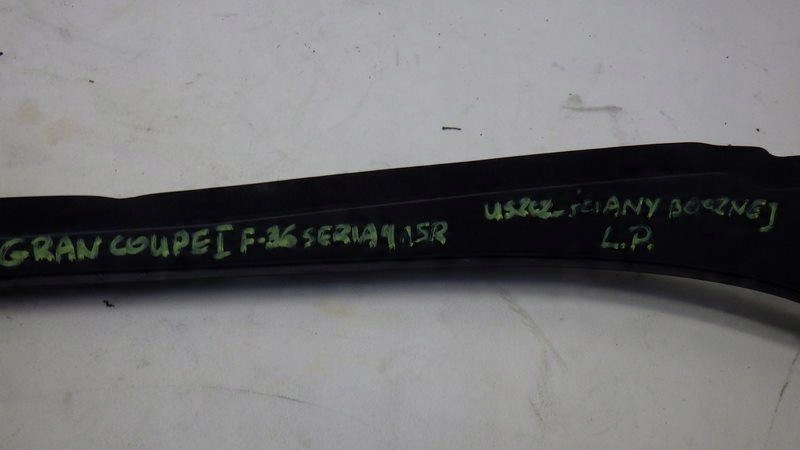 GRAN COUPE I F-36 SERIA 4 15R
USZCZ. ŚCIANY BOCZNEJ
L.P.